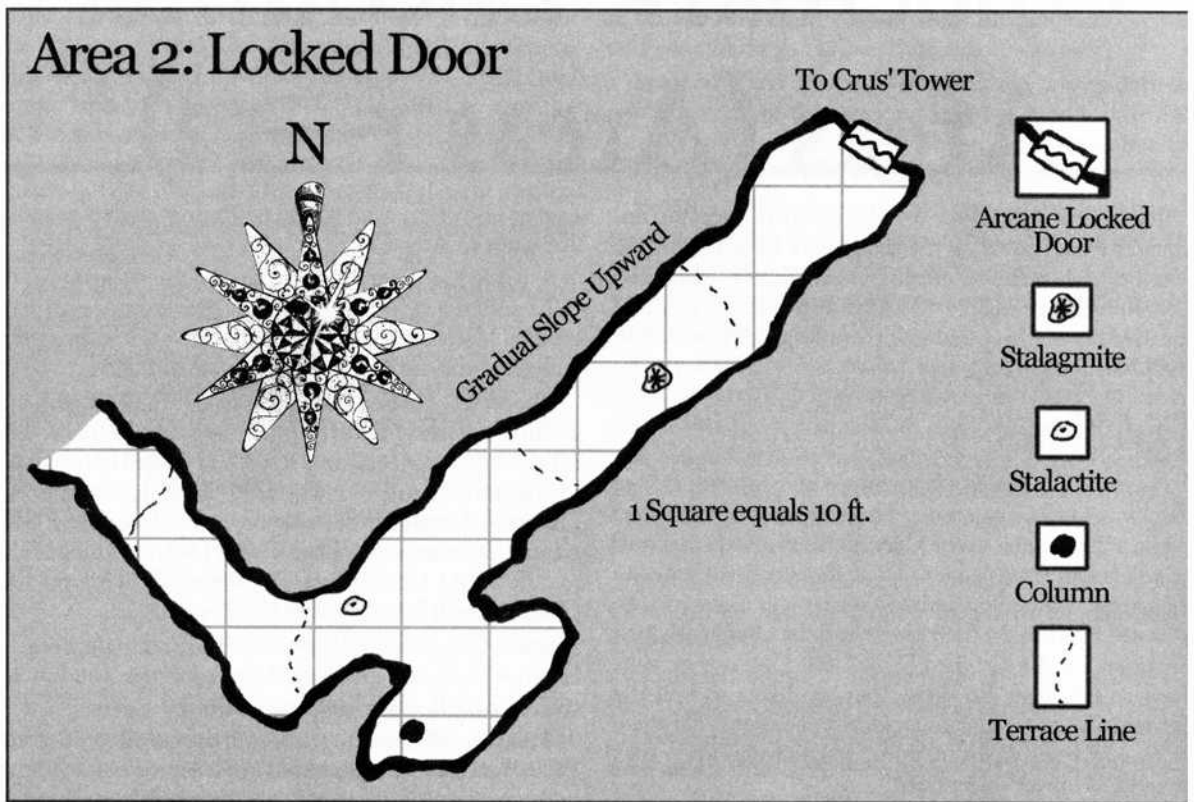 Area 2: Locked Door
N
To Crus' Tower
Gradual Slope Upward
1 Square equals 10 ft.
Arcane Locked
Door
Stalagmite
Stalactite
Column
Terrace Line